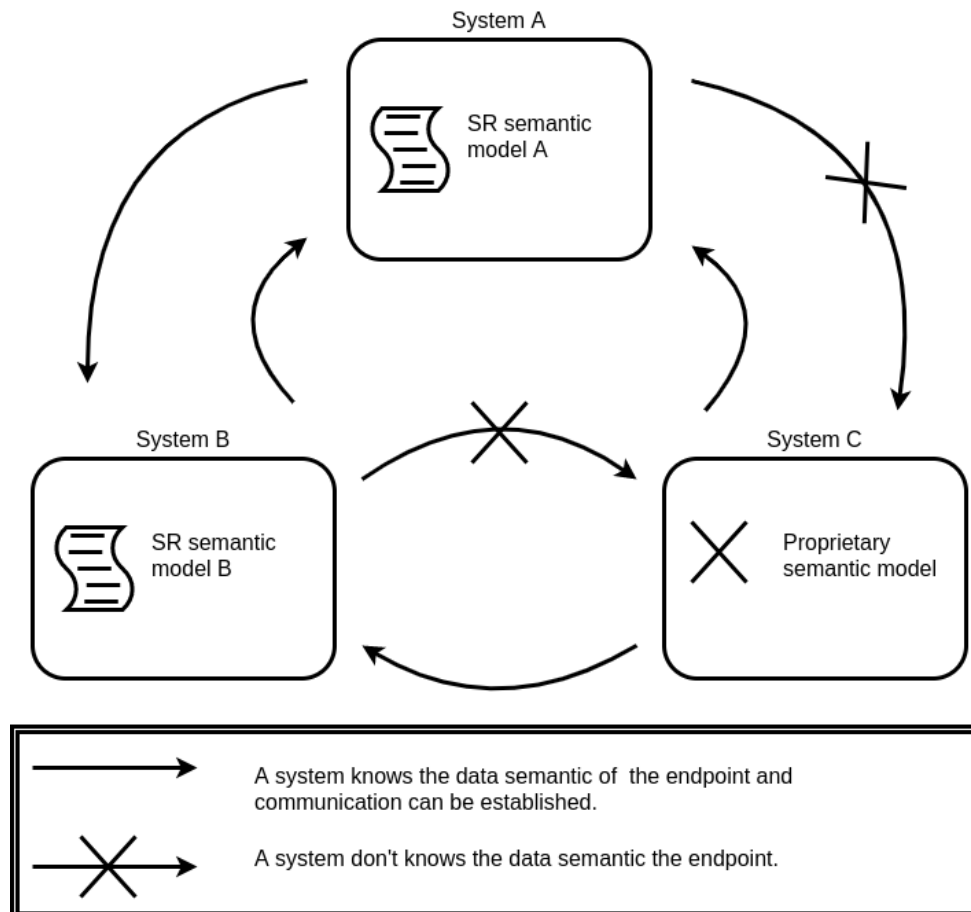 System A
SR semantic
model A
System B
System C
SR semantic
model B
Proprietary
semantic model
A system knows the data semantic of  the endpoint and
communication can be established.
A system don't knows the data semantic the endpoint.